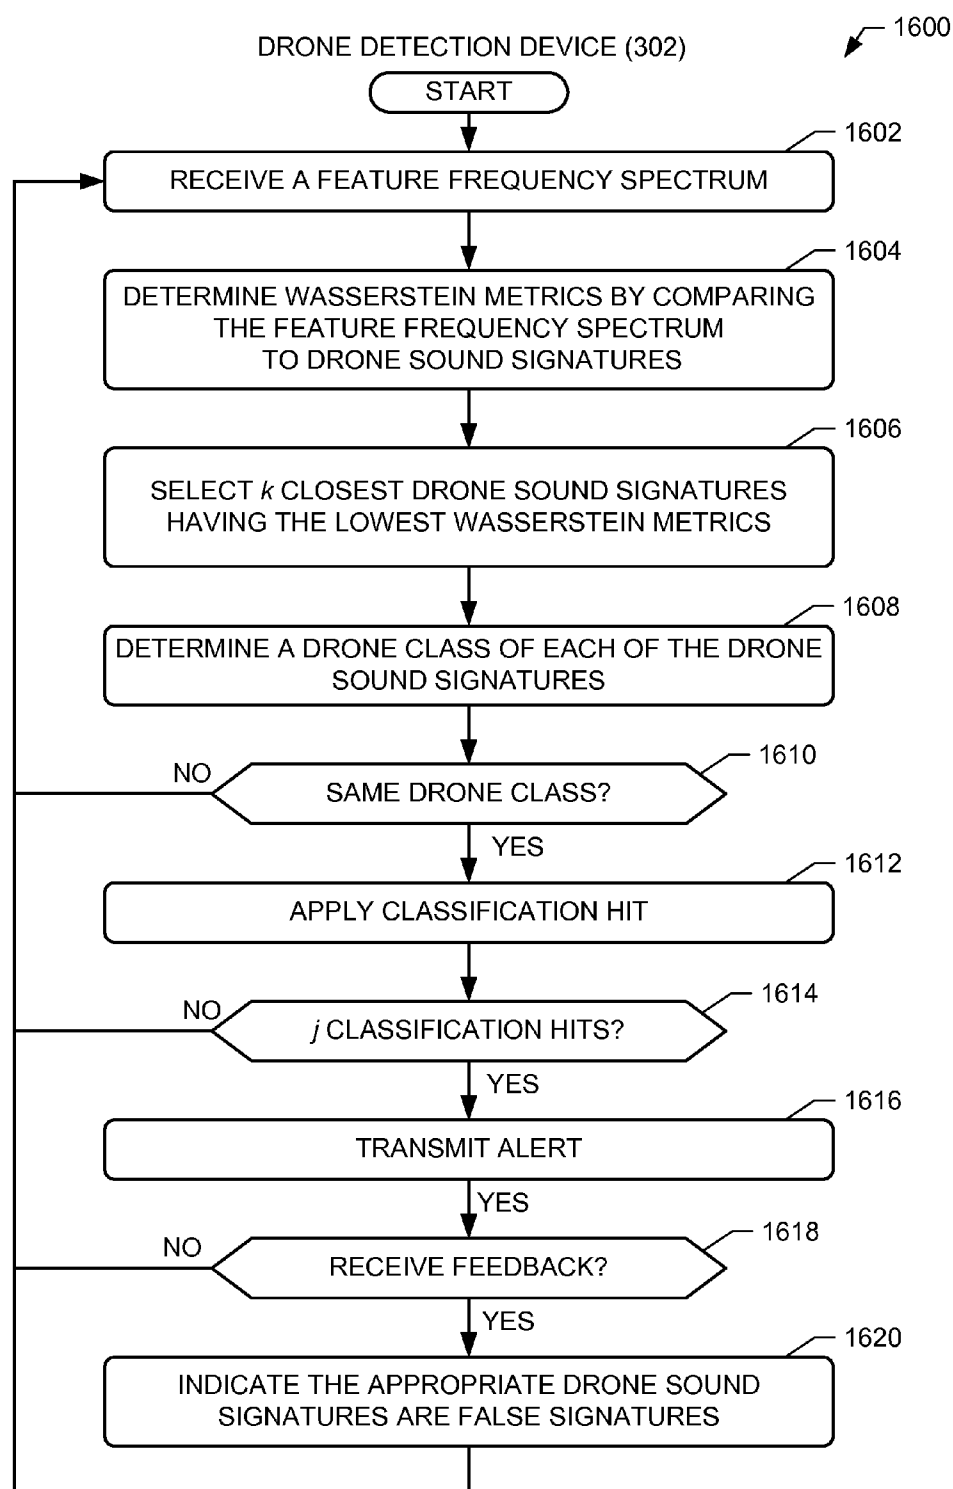 1600
DRONE DETECTION DEVICE (302)
START
1602
RECEIVE A FEATURE FREQUENCY SPECTRUM
1604
DETERMINE WASSERSTEIN METRICS BY COMPARING
THE FEATURE FREQUENCY SPECTRUM
TO DRONE SOUND SIGNATURES
1606
SELECT k CLOSEST DRONE SOUND SIGNATURES
HAVING THE LOWEST WASSERSTEIN METRICS
1608
DETERMINE A DRONE CLASS OF EACH OF THE DRONE
SOUND SIGNATURES
1610
NO
SAME DRONE CLASS?
YES
1612
APPLY CLASSIFICATION HIT
1614
NO
j CLASSIFICATION HITS?
YES
1616
TRANSMIT ALERT
YES
1618
NO
RECEIVE FEEDBACK?
YES
1620
INDICATE THE APPROPRIATE DRONE SOUND
SIGNATURES ARE FALSE SIGNATURES